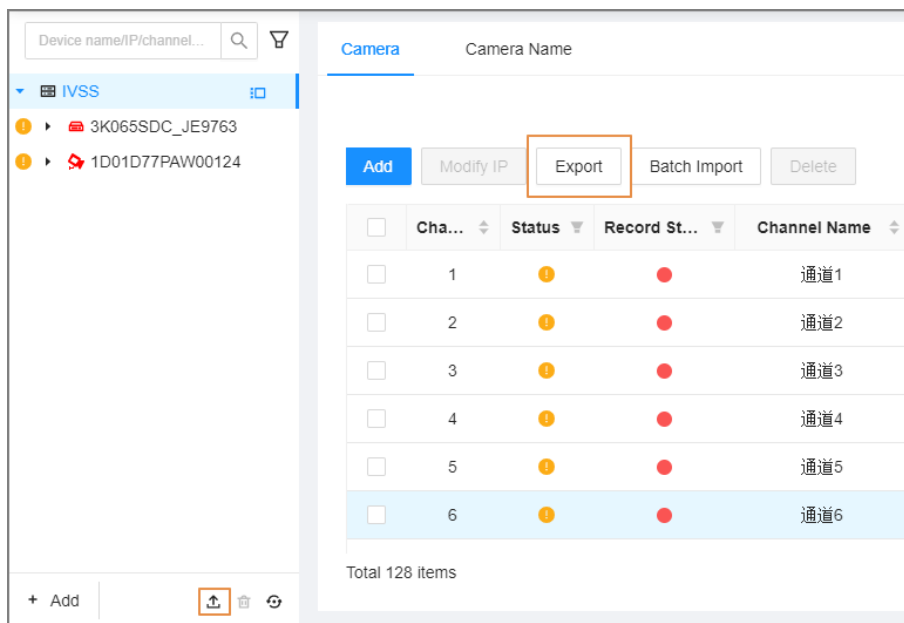 Device name/IP/channel...
IVSS
3K065SDC_JE9763
1D01D77PAW00124
+ Add
Camera Camera Name
Add Modify IP Export Batch Import Delete
Cha... Status Record St... Channel Name
1 通道1
2 通道2
3 通道3
4 通道4
5 通道5
6 通道6
Total 128 items